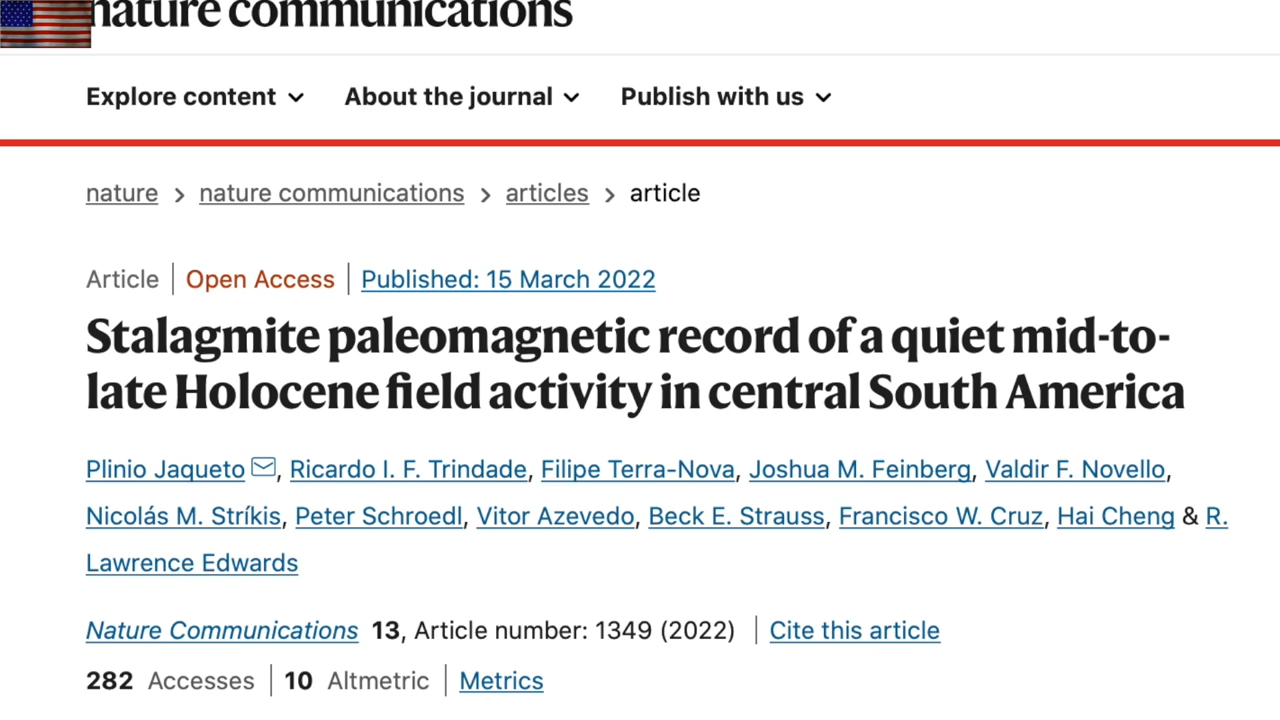 nature communications
Explore content About the journal Publish with us
nature > nature communications > articles > article
Article | Open Access | Published: 15 March 2022
Stalagmite paleomagnetic record of a quiet mid-to-
late Holocene field activity in central South America
Plinio Jaqueto, Ricardo I. F. Trindade, Filipe Terra-Nova, Joshua M. Feinberg, Valdir F. Novello,
Nicolás M. Stríkis, Peter Schroedl, Vitor Azevedo, Beck E. Strauss, Francisco W. Cruz, Hai Cheng & R.
Lawrence Edwards
Nature Communications 13, Article number: 1349 (2022) | Cite this article
282 Accesses | 10 Altmetric | Metrics